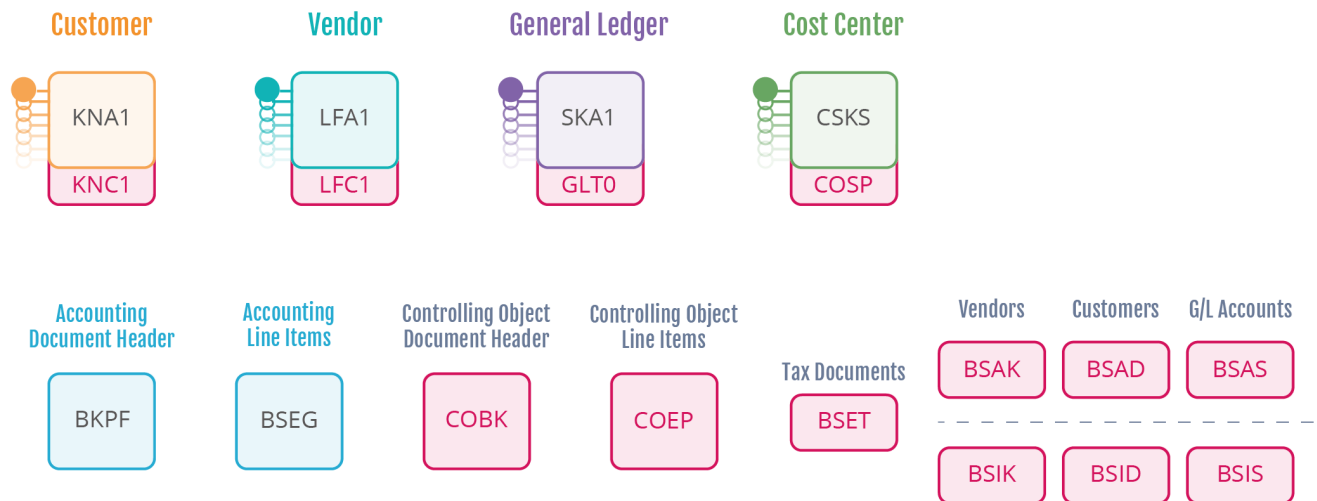 Customer
Vendor
General Ledger
Cost Center
KNA1
LFA1
SKA1
CSKS
KNC1
LFC1
GLT0
COSP
Accounting
Document Header
Accounting
Line Items
Controlling Object
Document Header
Controlling Object
Line Items
Tax Documents
Vendors
Customers
G/L Accounts
BKPF
BSEG
COBK
COEP
BSET
BSAK
BSAD
BSAS
BSIK
BSID
BSIS